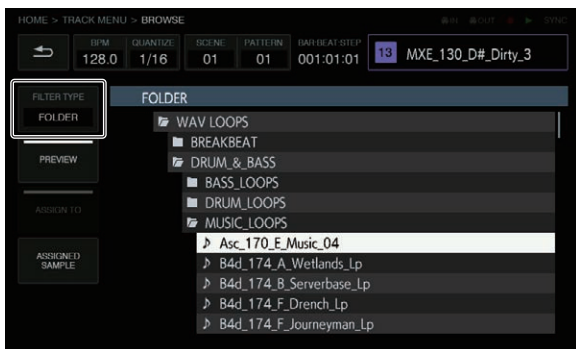 HOME > TRACK MENU > BROWSE
IN OUT SYNC
BPM QUANTIZE SCENE PATTERN BAR:BEAT:STEP
128.0 1/16 01 01 001:01:01 13 MXE_130_D#_Dirty_3
FILTER TYPE
FOLDER
FOLDER
WAV LOOPS
BREAKBEAT
PREVIEW
DRUM_&_BASS
BASS_LOOPS
ASSIGN TO
DRUM_LOOPS
MUSIC_LOOPS
Asc_170_E_Music_04
ASSIGNED
SAMPLE
B4d_174_A_Wetlands_Lp
B4d_174_B_Serverbase_Lp
B4d_174_F_Drench_Lp
B4d_174_F_Journeyman_Lp